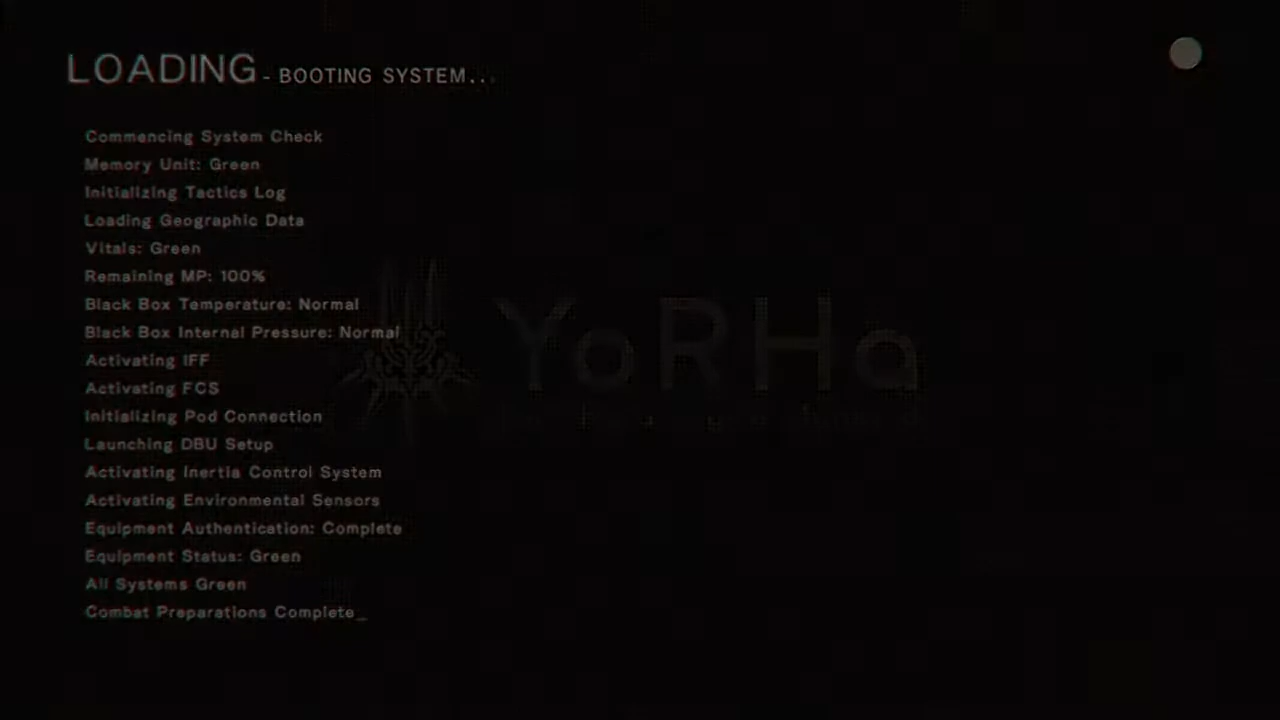 LOADING - BOOTING SYSTEM...
Commencing System Check
Memory Unit: Green
Initializing Tactics Log
Loading Geographic Data
Vitals: Green
Remaining MP: 100%
Black Box Temperature: Normal
Black Box Internal Pressure: Normal
Activating IFF
Activating FCS
Initializing Pod Connection
Launching DBU Setup
Activating Inertia Control System
Activating Environmental Sensors
Equipment Authentication: Complete
Equipment Status: Green
All Systems Green
Combat Preparations Complete_
YoRHa